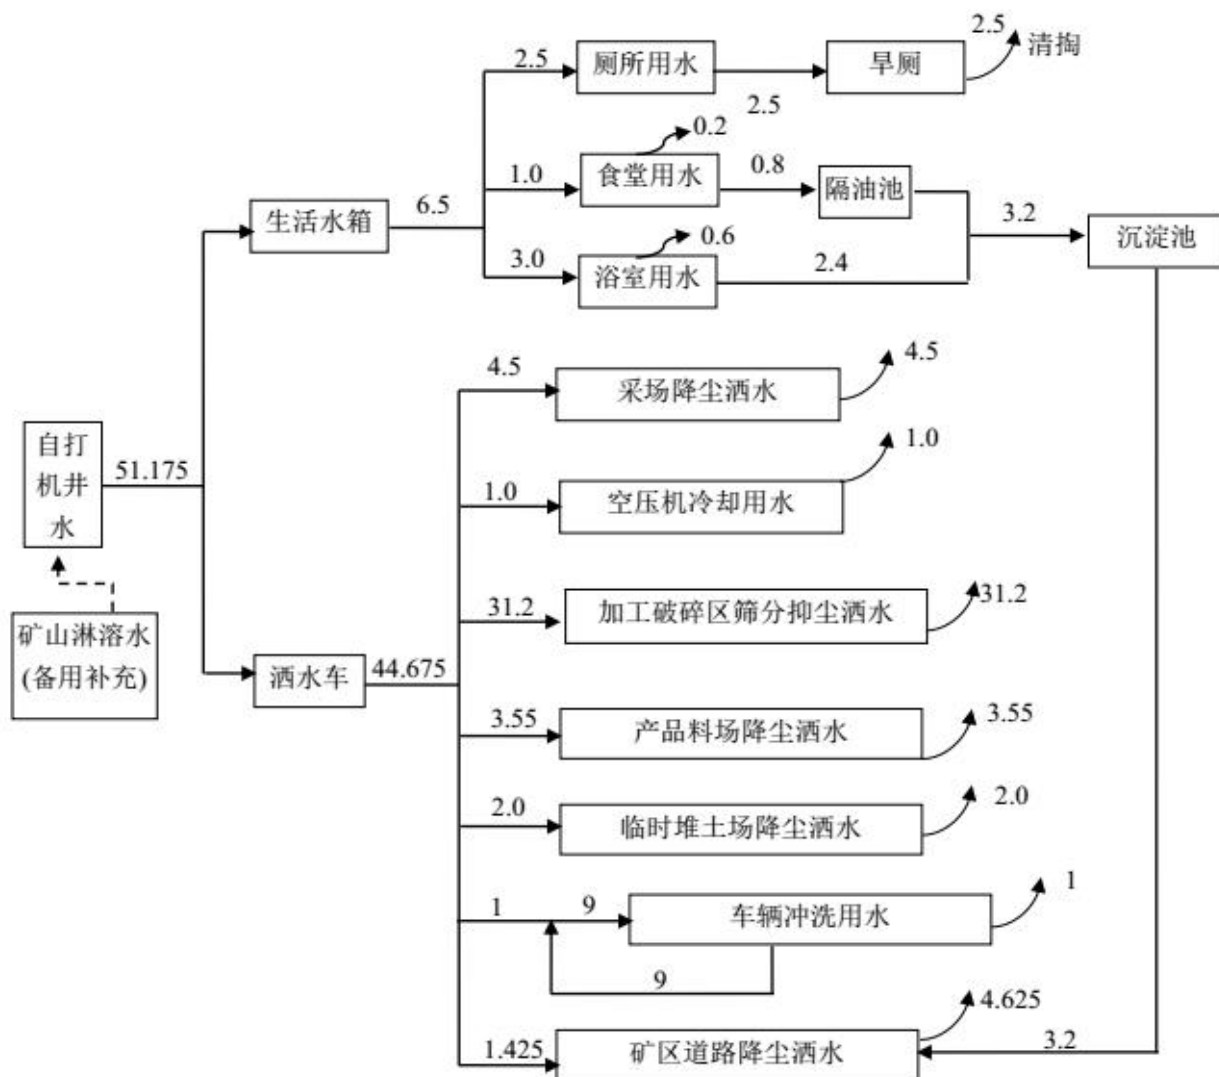 2.5
清掏
2.5
厕所用水
旱厕
2.5
0.2
1.0
食堂用水
0.8
隔油池
生活水箱
6.5
3.2
沉淀池
0.6
3.0
浴室用水
2.4
4.5
采场降尘洒水
4.5
自打
机井
水
51.175
1.0
1.0
空压机冷却用水
矿山淋溶水
(备用补充)
31.2
加工破碎区筛分抑尘洒水
31.2
洒水车
44.675
3.55
产品料场降尘洒水
3.55
2.0
临时堆土场降尘洒水
2.0
1
9
车辆冲洗用水
1
9
4.625
1.425
矿区道路降尘洒水
3.2